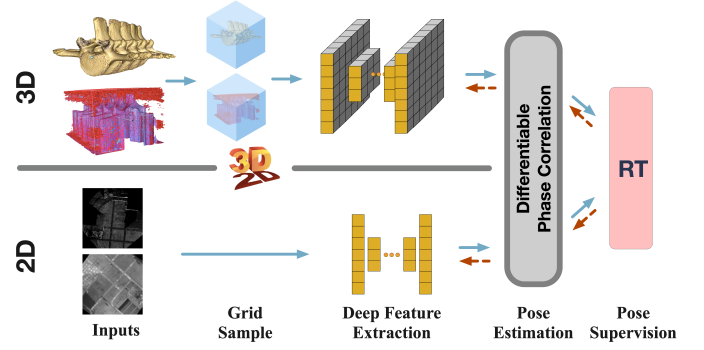 3D
3D
2D
Differentiable
Phase Correlation
RT
2D
Inputs
Grid
Sample
Deep Feature
Extraction
Pose
Estimation
Pose
Supervision